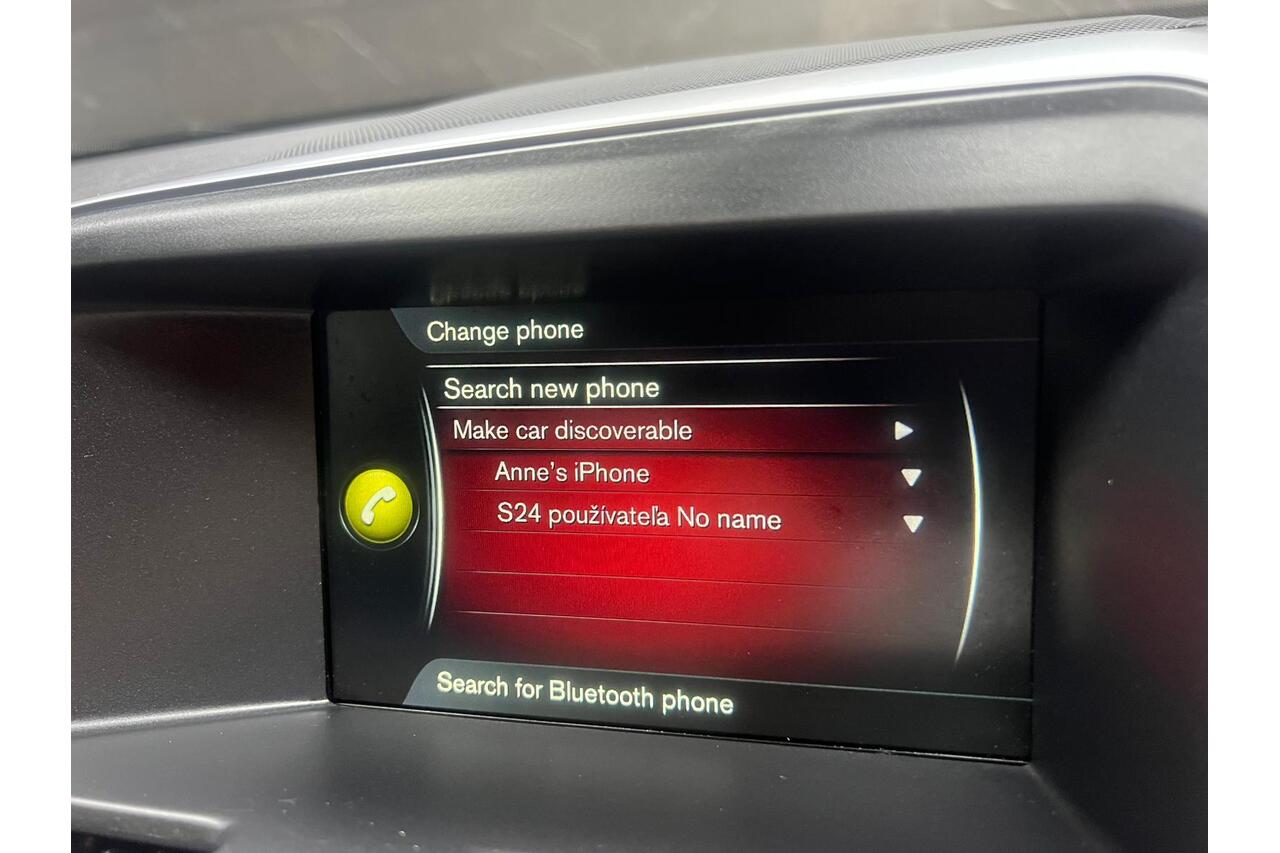 Change phone
Search new phone
Make car discoverable
Anne's iPhone
S24 používateľa No name
Search for Bluetooth phone